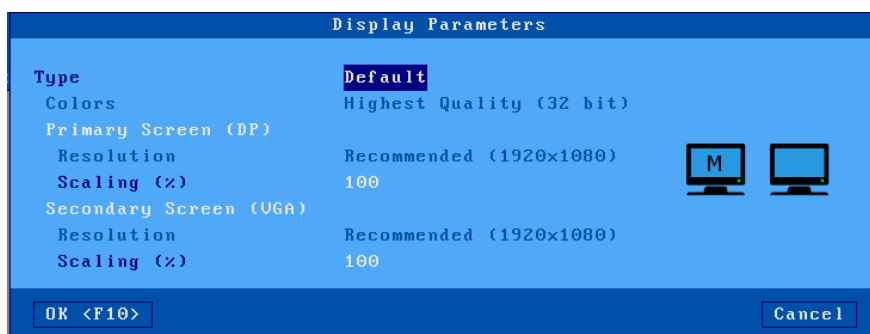 Display Parameters
Type Default
Colors Highest Quality (32 bit)
Primary Screen (DP)
Resolution Recommended (1920x1080)
Scaling (%) 100
Secondary Screen (VGA)
Resolution Recommended (1920x1080)
Scaling (%) 100
M
OK <F10> Cancel